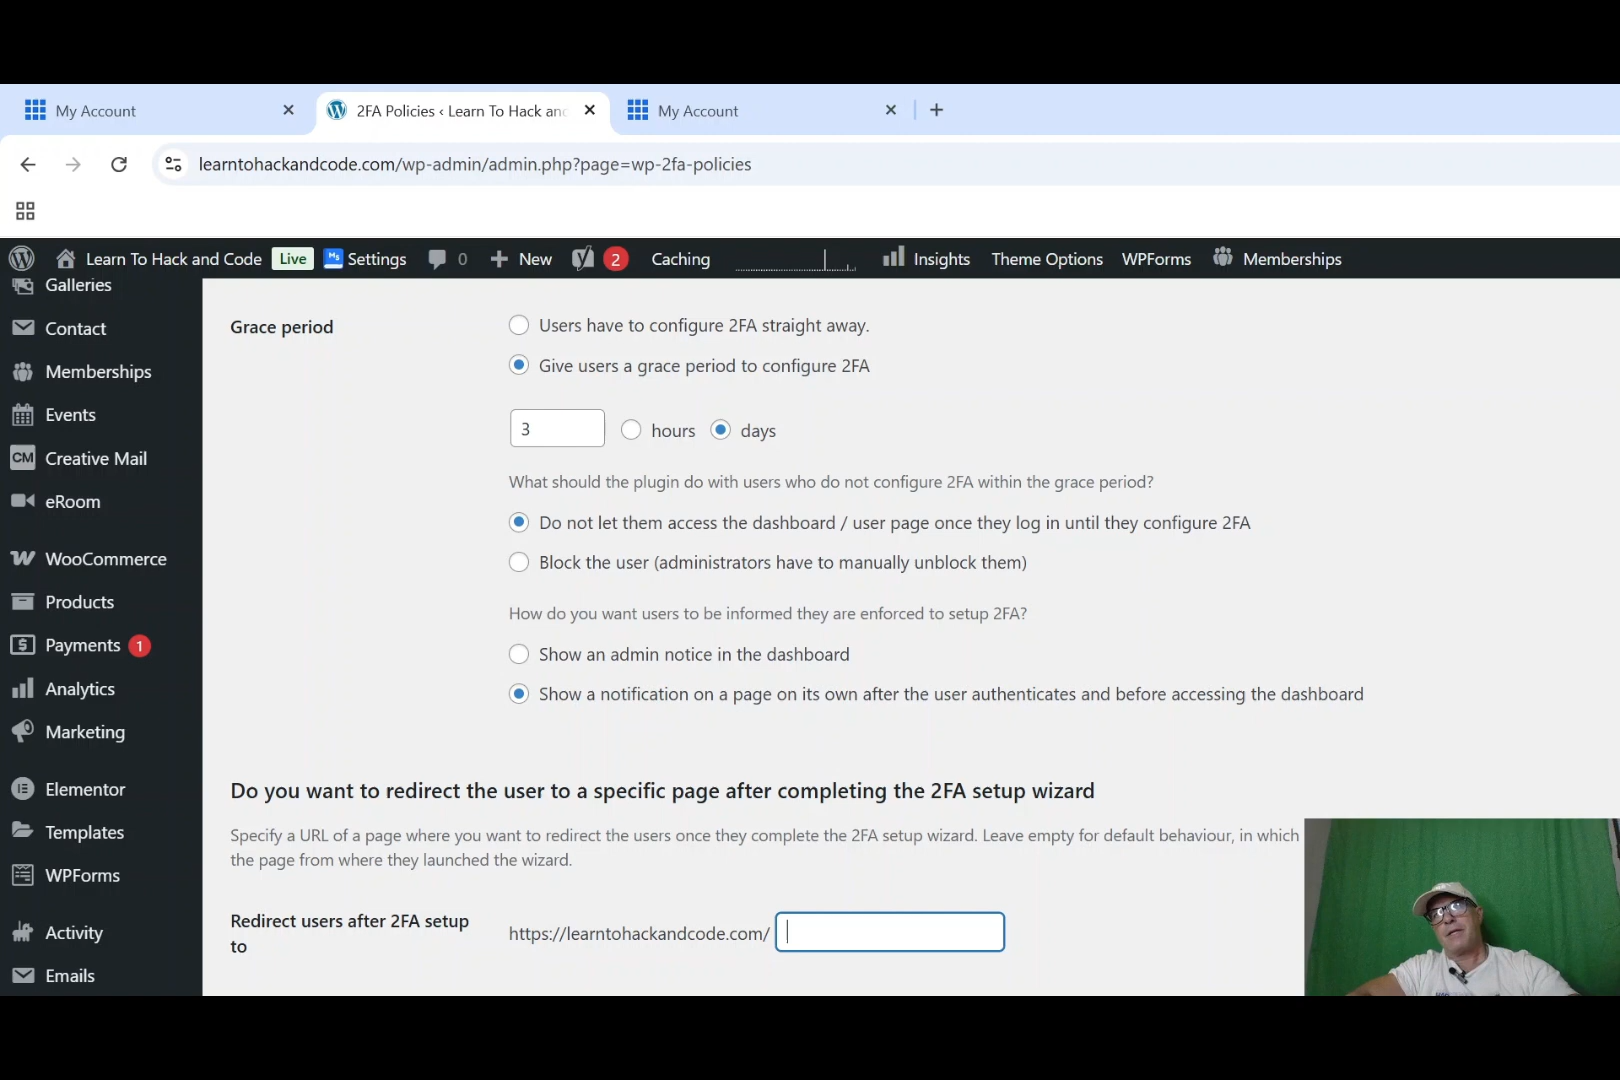 My Account
2FA Policies ‹ Learn To Hack and
My Account
learntohackandcode.com/wp-admin/admin.php?page=wp-2fa-policies
Learn To Hack and Code Live Settings 0 New 2 Caching Insights Theme Options WPForms Memberships
Galleries
Contact
Memberships
Events
CM Creative Mail
eRoom
WooCommerce
Products
Payments 1
Analytics
Marketing
Elementor
Templates
WPForms
Activity
Emails
Grace period
Users have to configure 2FA straight away.
Give users a grace period to configure 2FA
3 hours days
What should the plugin do with users who do not configure 2FA within the grace period?
Do not let them access the dashboard / user page once they log in until they configure 2FA
Block the user (administrators have to manually unblock them)
How do you want users to be informed they are enforced to setup 2FA?
Show an admin notice in the dashboard
Show a notification on a page on its own after the user authenticates and before accessing the dashboard
Do you want to redirect the user to a specific page after completing the 2FA setup wizard
Specify a URL of a page where you want to redirect the users once they complete the 2FA setup wizard. Leave empty for default behaviour, in which
the page from where they launched the wizard.
Redirect users after 2FA setup
to
https://learntohackandcode.com/